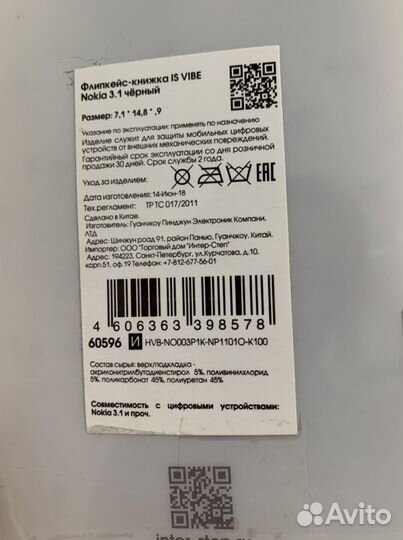 Флипкейс-книжка IS VIBE
Nokia 3.1 чёрный
Размер: 7,1 * 14,8 * ,9
Указание по эксплуатации: применять по назначению
Изделие служит для защиты мобильных цифровых
устройств от внешних механических повреждений.
Гарантийный срок эксплуатации со дня розничной
продажи 30 дней. Срок службы 2 года.
Уход за изделием:
EAC
Дата изготовления: 14-Июн-18
Тех.регламент: ТР ТС 017/2011
Сделано в Китае.
Изготовитель: Гуанчжоу Пинджун Электроник Компани,
ЛТД
Адрес: Шичжун роад 91, район Панью, Гуанчжоу, Китай.
Импортер: ООО "Торговый дом "Интер-Степ"
Адрес: 194223, Санкт-Петербург, ул.Курчатова, д.10,
корп.51, оф.19 Телефон: +7-812-677-56-01
4 606363 398578
60596 И HVB-NO003P1K-NP1101O-K100
Состав сырья: верх/подкладка -
акрилонитрилбутадиенстирол 5%, поливинилхлорид
5%, поликарбонат 45%, полиуретан 45%
Совместимость с цифровыми устройствами:
Nokia 3.1 и проч.
inter-step.ru
Avito